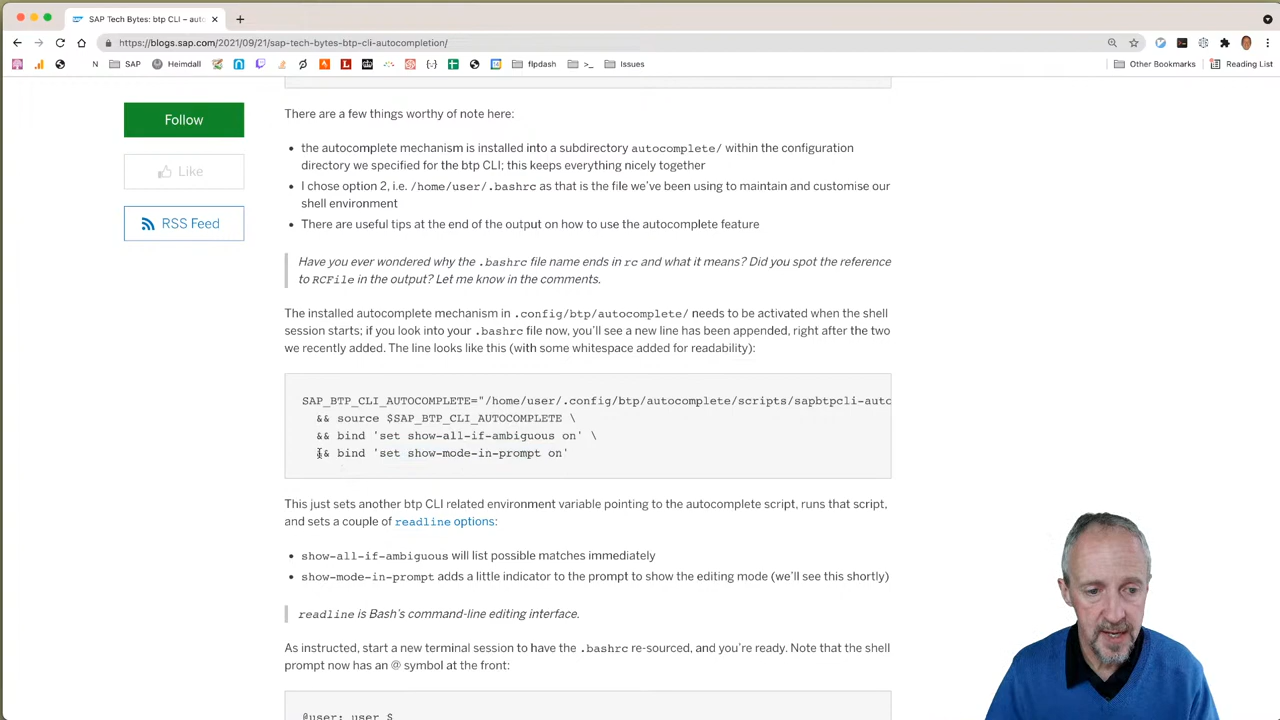 SAP Tech Bytes: btp CLI – auto
https://blogs.sap.com/2021/09/21/sap-tech-bytes-btp-cli-autocompletion/
N SAP Heimdall flpdash >_ Issues Other Bookmarks Reading List
There are a few things worthy of note here:
Follow
• the autocomplete mechanism is installed into a subdirectory autocomplete/ within the configuration
directory we specified for the btp CLI; this keeps everything nicely together
Like
• I chose option 2, i.e. /home/user/.bashrc as that is the file we've been using to maintain and customise our
shell environment
RSS Feed
• There are useful tips at the end of the output on how to use the autocomplete feature
Have you ever wondered why the .bashrc file name ends in rc and what it means? Did you spot the reference
to RCFile in the output? Let me know in the comments.
The installed autocomplete mechanism in .config/btp/autocomplete/ needs to be activated when the shell
session starts; if you look into your .bashrc file now, you'll see a new line has been appended, right after the two
we recently added. The line looks like this (with some whitespace added for readability):
SAP_BTP_CLI_AUTOCOMPLETE="/home/user/.config/btp/autocomplete/scripts/sapbtpcli-auto
&& source $SAP_BTP_CLI_AUTOCOMPLETE \
&& bind 'set show-all-if-ambiguous on' \
&& bind 'set show-mode-in-prompt on'
This just sets another btp CLI related environment variable pointing to the autocomplete script, runs that script,
and sets a couple of readline options:
• show-all-if-ambiguous will list possible matches immediately
• show-mode-in-prompt adds a little indicator to the prompt to show the editing mode (we'll see this shortly)
readline is Bash's command-line editing interface.
As instructed, start a new terminal session to have the .bashrc re-sourced, and you're ready. Note that the shell
prompt now has an @ symbol at the front:
@user: user $